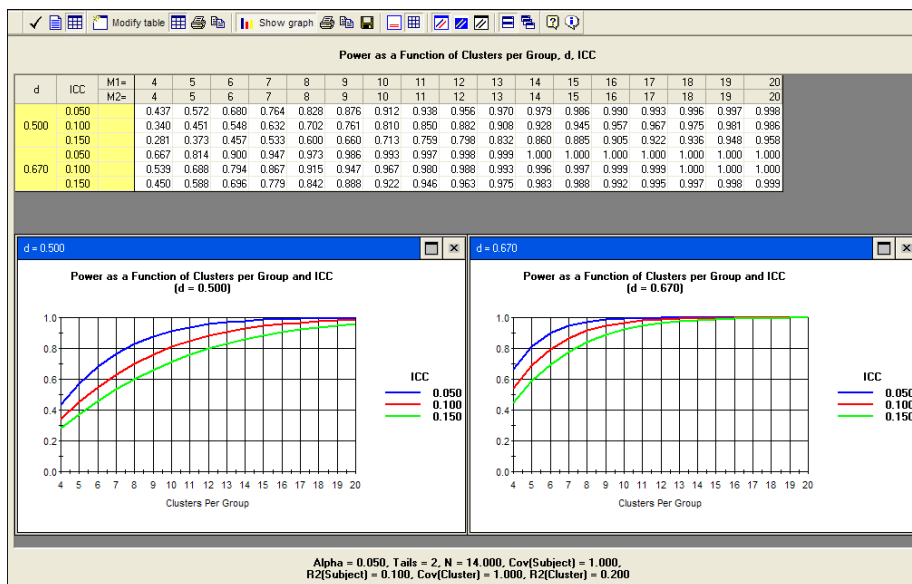 Modify table Show graph
Power as a Function of Clusters per Group, d, ICC
d ICC M1= 4 5 6 7 8 9 10 11 12 13 14 15 16 17 18 19 20
M2= 4 5 6 7 8 9 10 11 12 13 14 15 16 17 18 19 20
0.500 0.050 0.437 0.572 0.680 0.764 0.828 0.876 0.912 0.938 0.956 0.970 0.979 0.986 0.990 0.993 0.996 0.997 0.998
0.100 0.340 0.451 0.548 0.632 0.702 0.761 0.810 0.850 0.882 0.908 0.928 0.945 0.957 0.967 0.975 0.981 0.986
0.150 0.281 0.373 0.457 0.533 0.600 0.660 0.713 0.759 0.798 0.832 0.860 0.885 0.905 0.922 0.936 0.948 0.958
0.670 0.050 0.667 0.814 0.900 0.947 0.973 0.986 0.993 0.997 0.998 0.999 1.000 1.000 1.000 1.000 1.000 1.000 1.000
0.100 0.539 0.688 0.794 0.867 0.915 0.947 0.967 0.980 0.988 0.993 0.996 0.997 0.999 0.999 1.000 1.000 1.000
0.150 0.450 0.588 0.696 0.779 0.842 0.888 0.922 0.946 0.963 0.975 0.983 0.988 0.992 0.995 0.997 0.998 0.999
d = 0.500
Power as a Function of Clusters per Group and ICC
(d = 0.500)
1.0
0.8
0.6
0.4
0.2
0.0
4 5 6 7 8 9 10 11 12 13 14 15 16 17 18 19 20
Clusters Per Group
ICC
0.050
0.100
0.150
d = 0.670
Power as a Function of Clusters per Group and ICC
(d = 0.670)
1.0
0.8
0.6
0.4
0.2
0.0
4 5 6 7 8 9 10 11 12 13 14 15 16 17 18 19 20
Clusters Per Group
ICC
0.050
0.100
0.150
Alpha = 0.050, Tails = 2, N = 14.000, Cov(Subject) = 1.000,
R2(Subject) = 0.100, Cov(Cluster) = 1.000, R2(Cluster) = 0.200